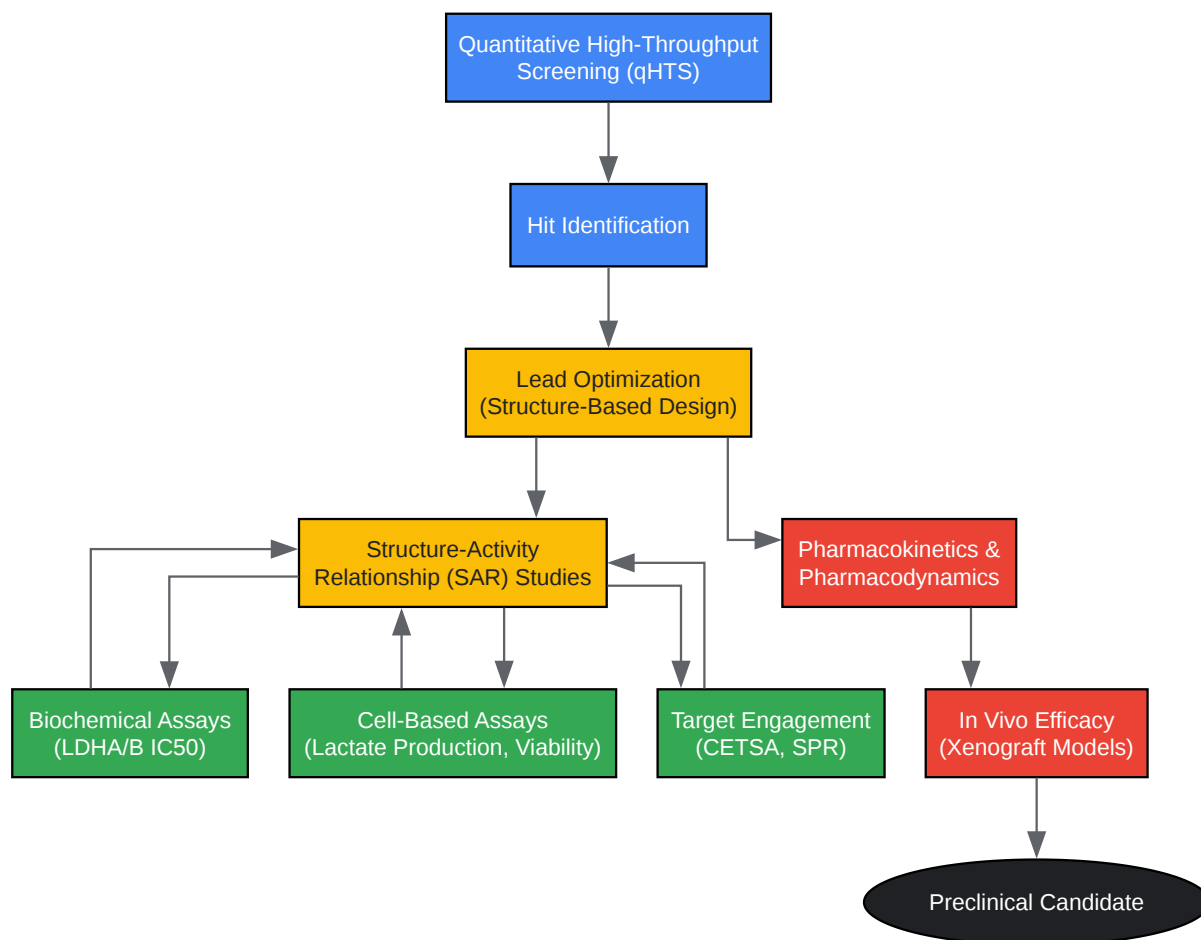 Quantitative High-Throughput
Screening (qHTS)
Hit Identification
Lead Optimization
(Structure-Based Design)
Structure-Activity
Relationship (SAR) Studies
Pharmacokinetics &
Pharmacodynamics
Biochemical Assays
(LDHA/B IC50)
Cell-Based Assays
(Lactate Production, Viability)
Target Engagement
(CETSA, SPR)
In Vivo Efficacy
(Xenograft Models)
Preclinical Candidate